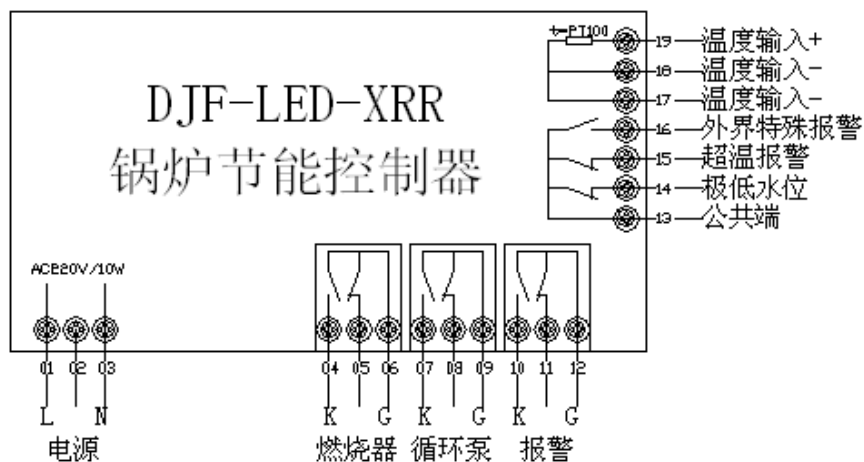 t-PT100
19 温度输入+
18 温度输入-
17 温度输入-
DJF-LED-XRR
16 外界特殊报警
锅炉节能控制器
15 超温报警
14 极低水位
13 公共端
AC220V/10W
01 02 03 04 05 06 07 08 09 10 11 12
L N K G K G K G
电源 燃烧器 循环泵 报警